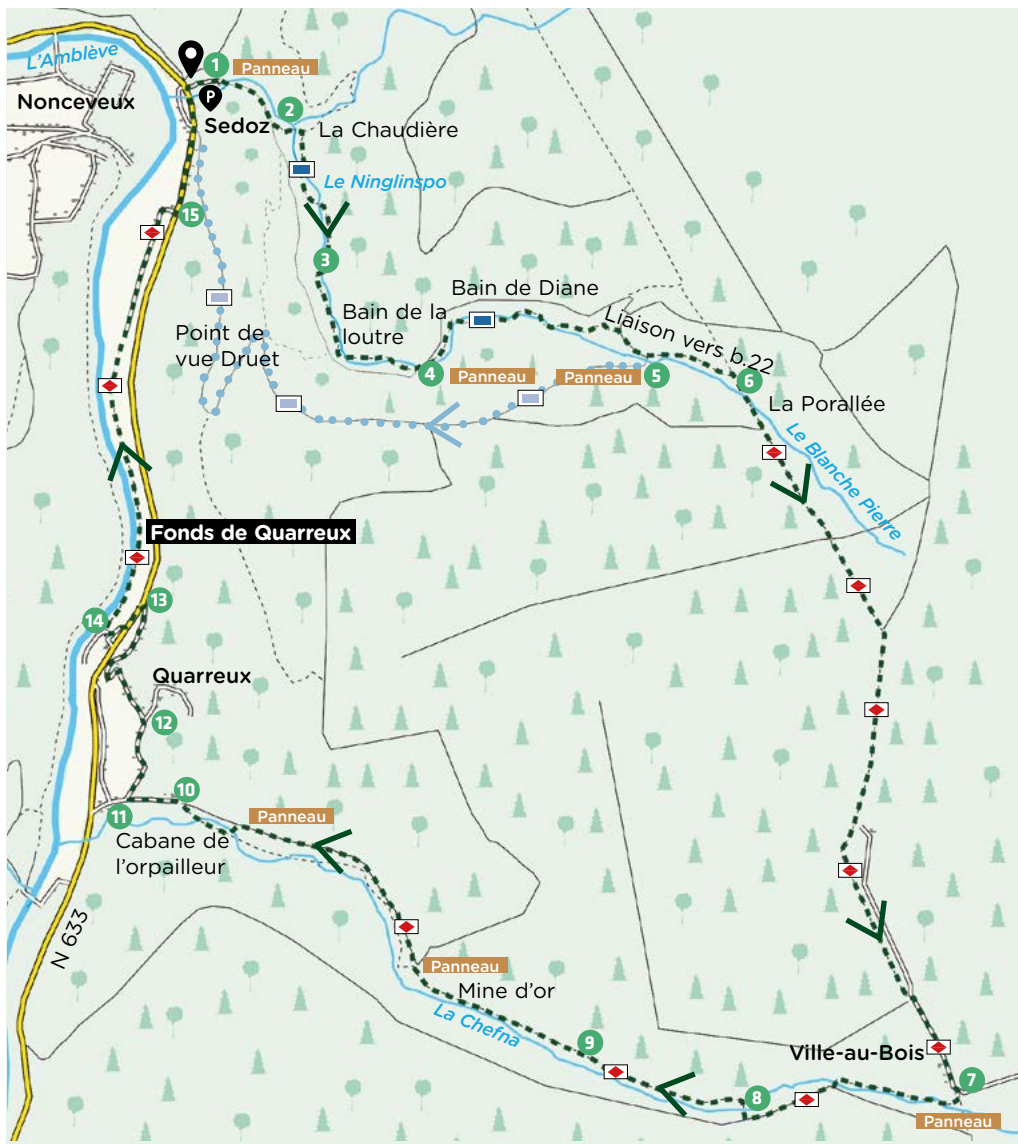 L'Amblève
Nonceveux
1
Panneau
P
Sedoz
2
La Chaudière
Le Ninglinspo
15
3
Bain de Diane
Point de
vue Druet
Bain de la
loutre
Liaison vers b.22
4
Panneau
Panneau
5
6
La Porallée
Le Blanche Pierre
Fonds de Quarreux
13
14
Quarreux
12
10
11
Panneau
Cabane de
l'orpailleur
N 633
Panneau
Mine d'or
La Chefna
9
Ville-au-Bois
7
8
Panneau